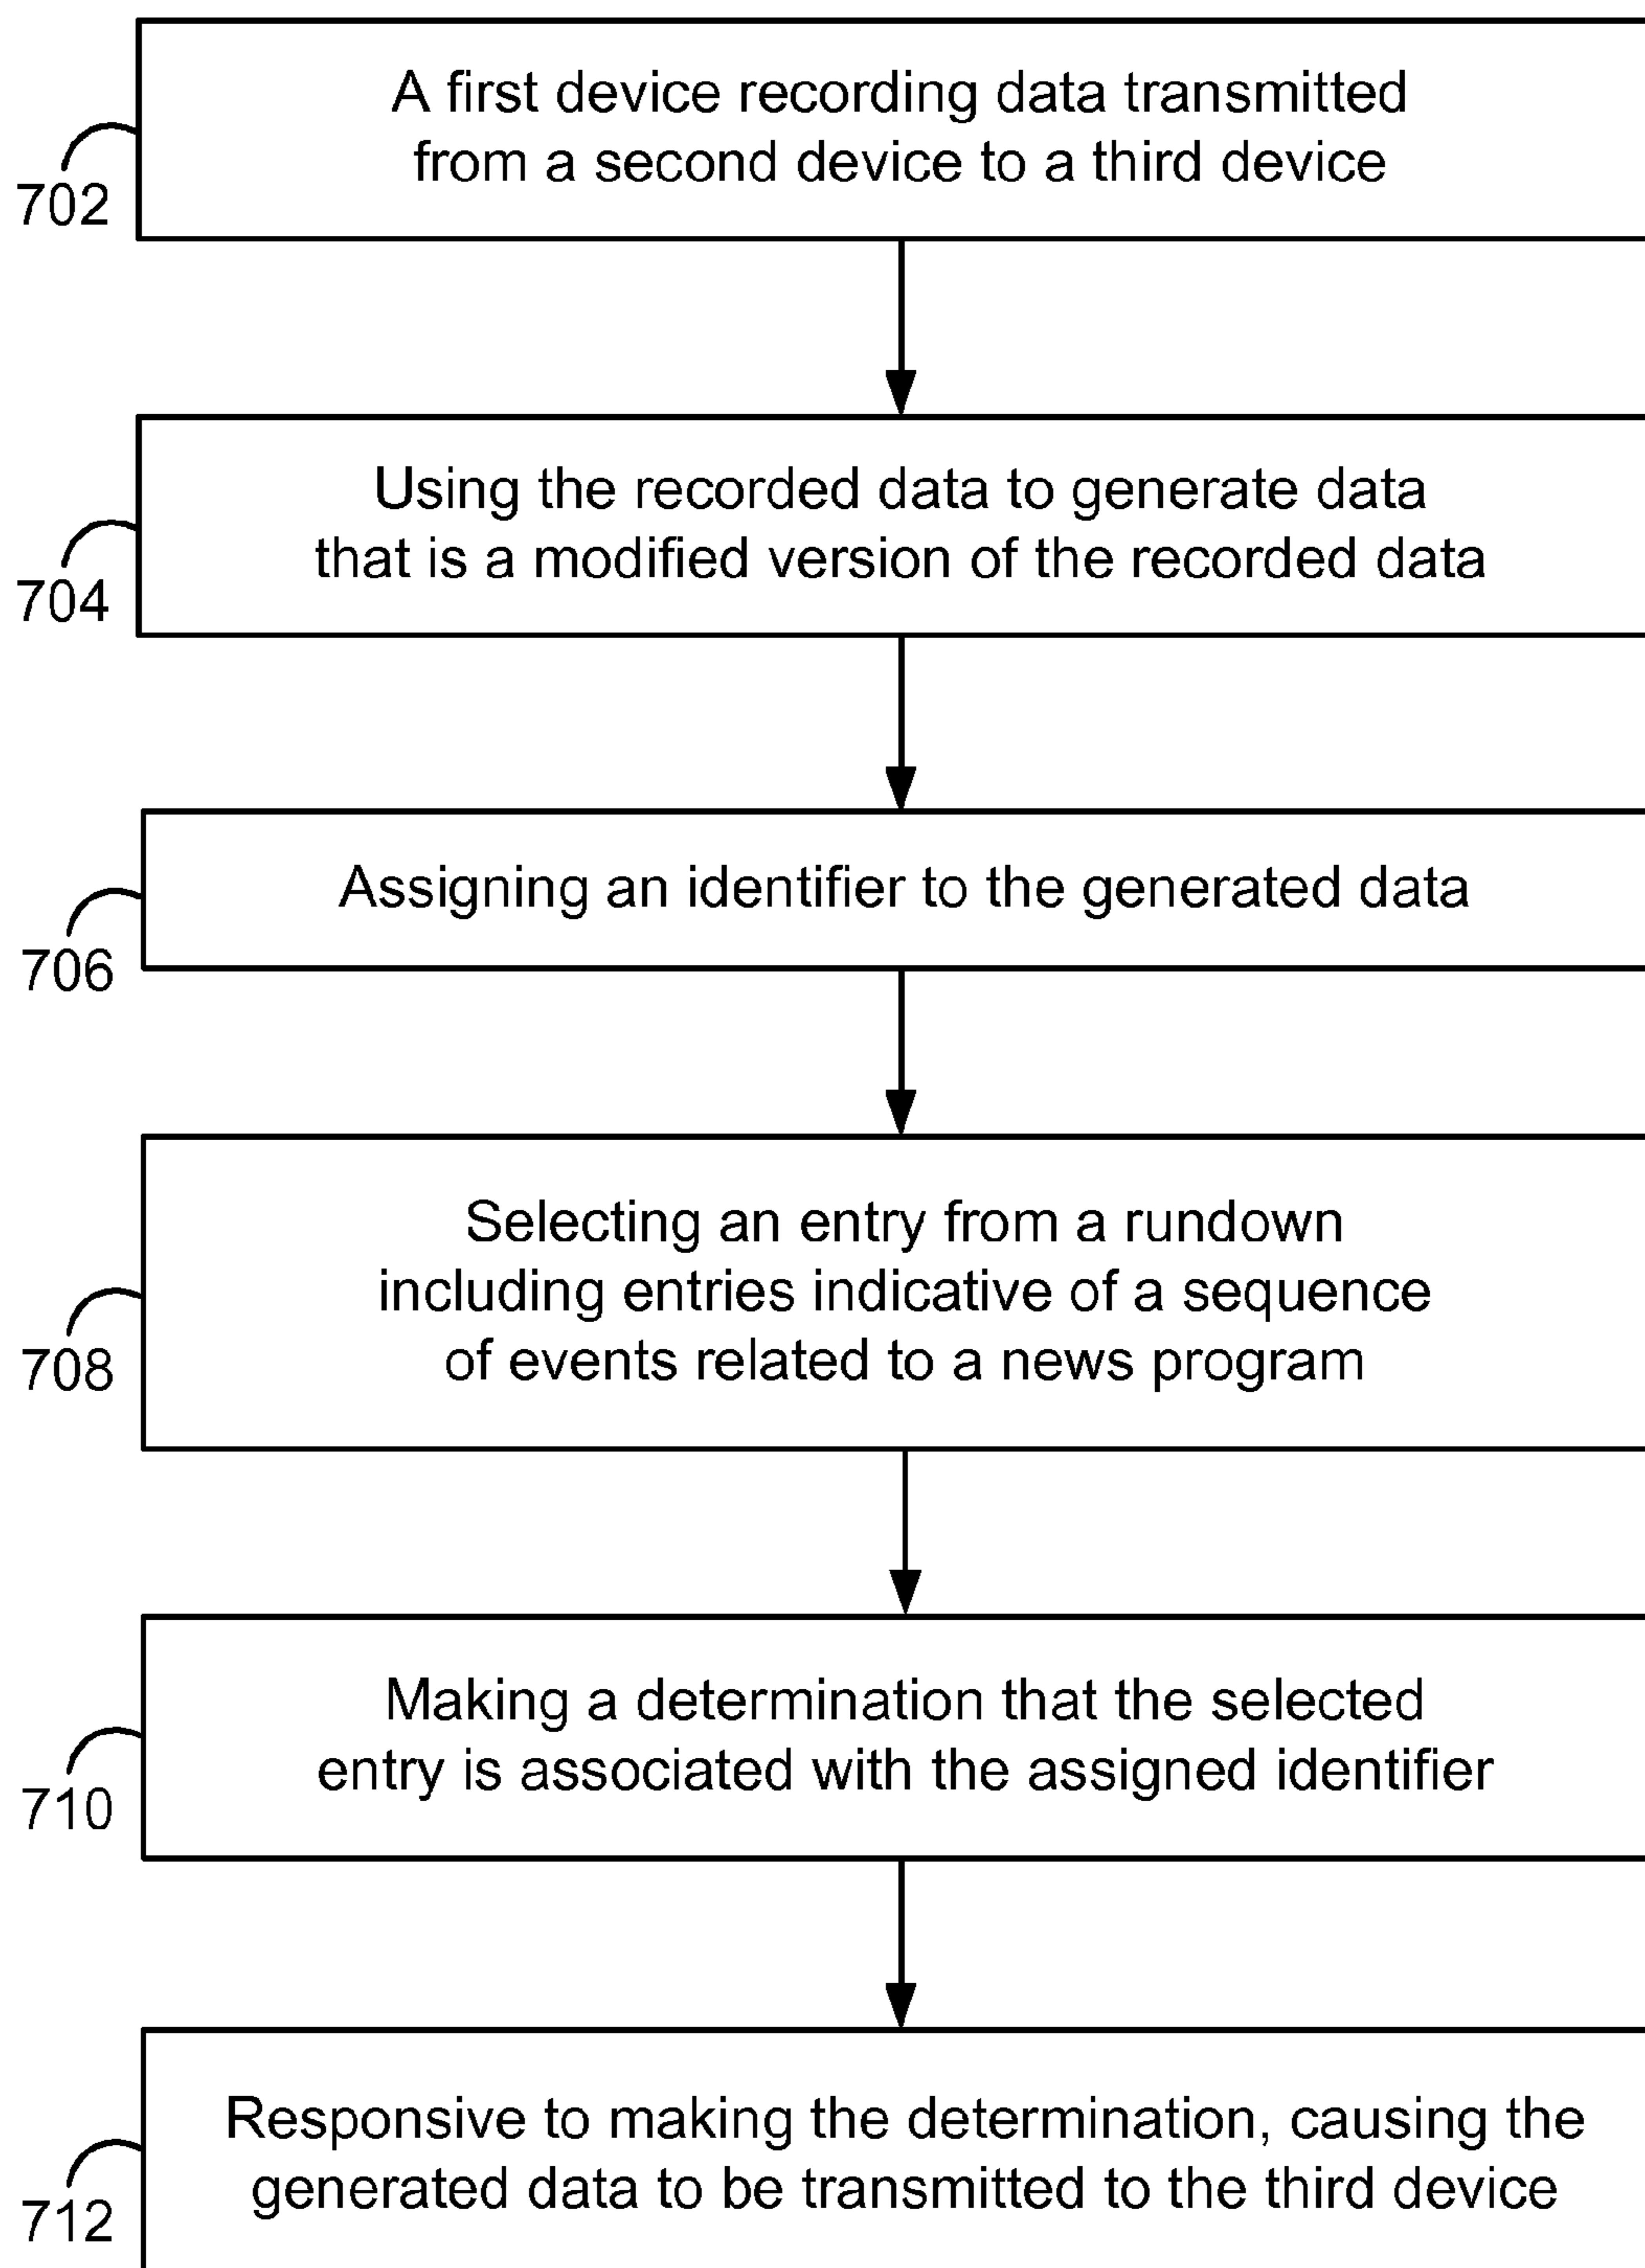 A first device recording data transmitted
from a second device to a third device
702
Using the recorded data to generate data
that is a modified version of the recorded data
704
Assigning an identifier to the generated data
706
Selecting an entry from a rundown
including entries indicative of a sequence
of events related to a news program
708
Making a determination that the selected
entry is associated with the assigned identifier
710
Responsive to making the determination, causing the
generated data to be transmitted to the third device
712